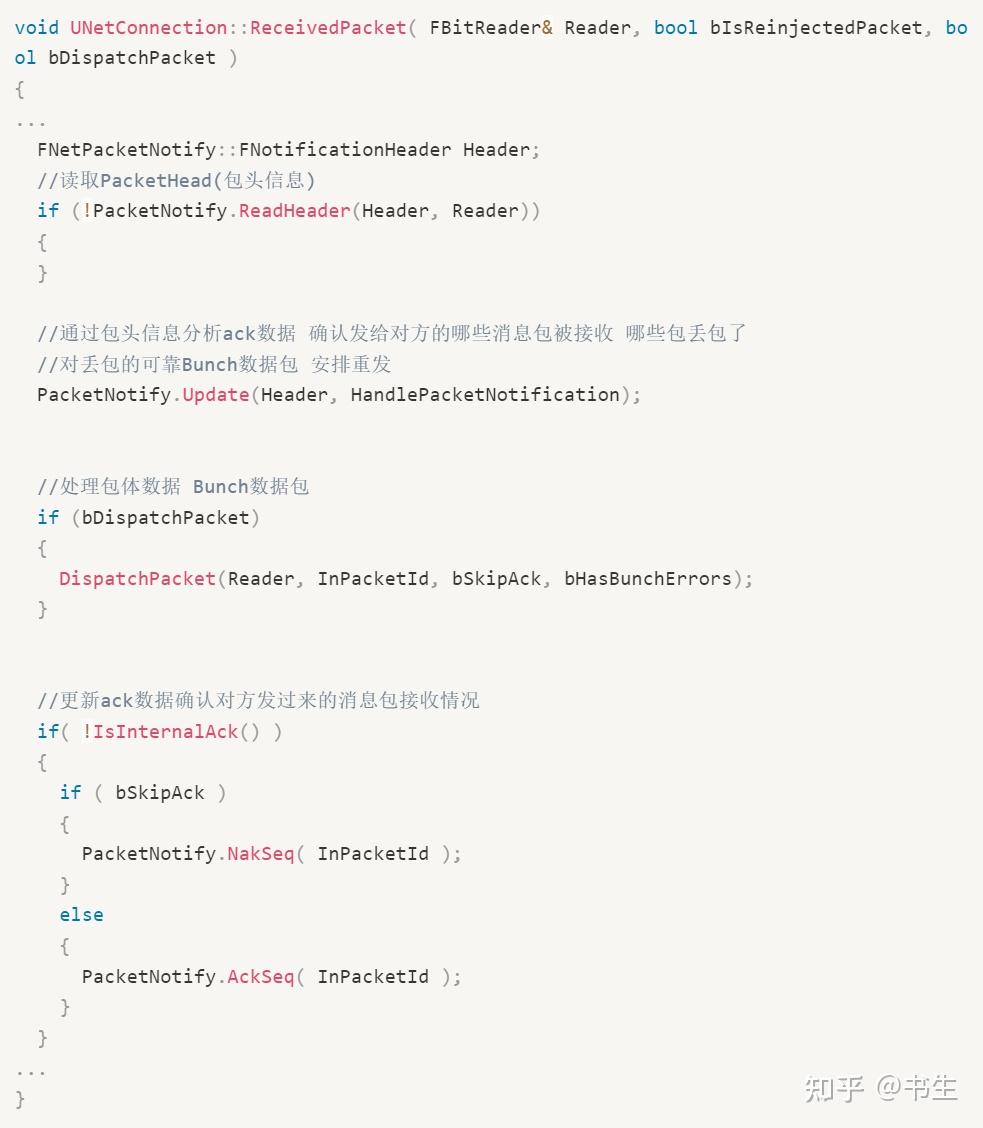 void UNetConnection::ReceivedPacket( FBitReader& Reader, bool bIsReinjectedPacket, bo
ol bDispatchPacket )
{
...
FNetPacketNotify::FNotificationHeader Header;
//读取PacketHead(包头信息)
if (!PacketNotify.ReadHeader(Header, Reader))
{
}
//通过包头信息分析ack数据 确认发给对方的哪些消息包被接收 哪些包丢包了
//对丢包的可靠Bunch数据包 安排重发
PacketNotify.Update(Header, HandlePacketNotification);
//处理包体数据 Bunch数据包
if (bDispatchPacket)
{
DispatchPacket(Reader, InPacketId, bSkipAck, bHasBunchErrors);
}
//更新ack数据确认对方发过来的消息包接收情况
if( !IsInternalAck() )
{
if ( bSkipAck )
{
PacketNotify.NakSeq( InPacketId );
}
else
{
PacketNotify.AckSeq( InPacketId );
}
}
...
}
知乎 @书生